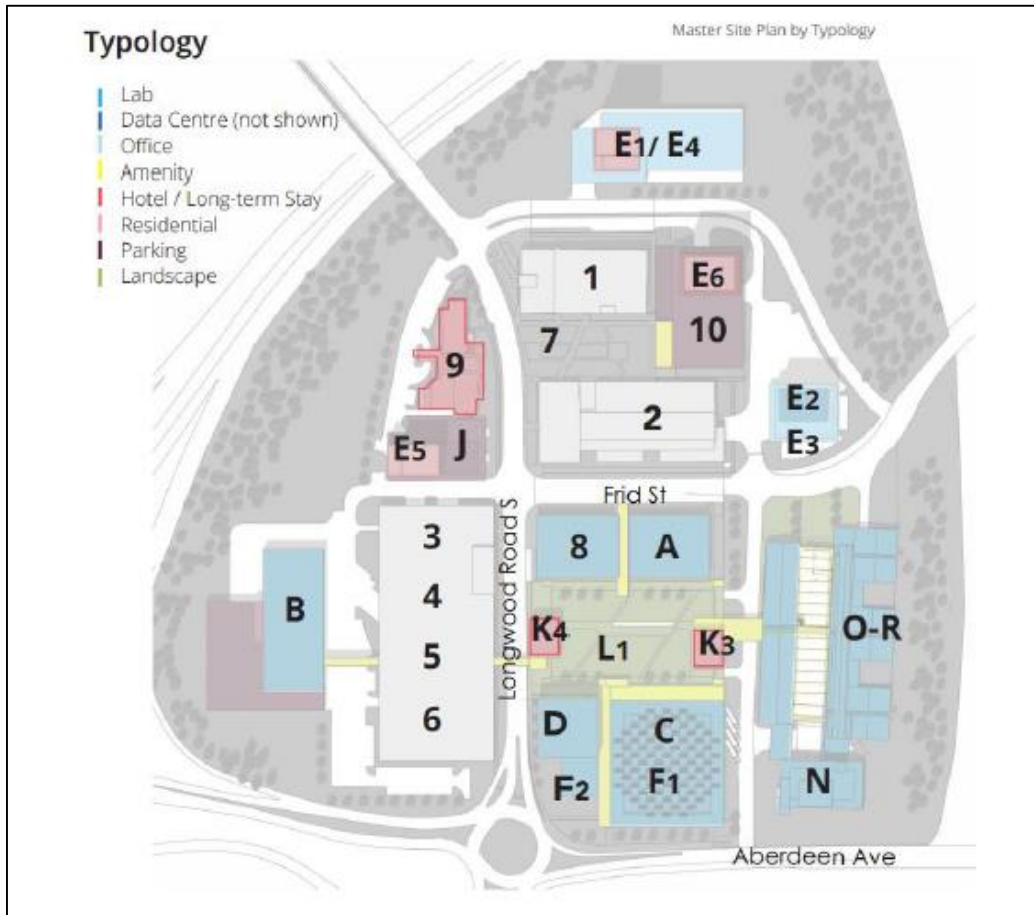 Typology
Master Site Plan by Typology
Lab
Data Centre (not shown)
Office
Amenity
Hotel / Long-term Stay
Residential
Parking
Landscape
E1/ E4
1
E6
7
10
9
2
E2
E5
J
E3
Frid St
3
8
A
Longwood Road S
4
B
K4
O-R
L1
K3
5
6
D
C
F2
F1
N
Aberdeen Ave